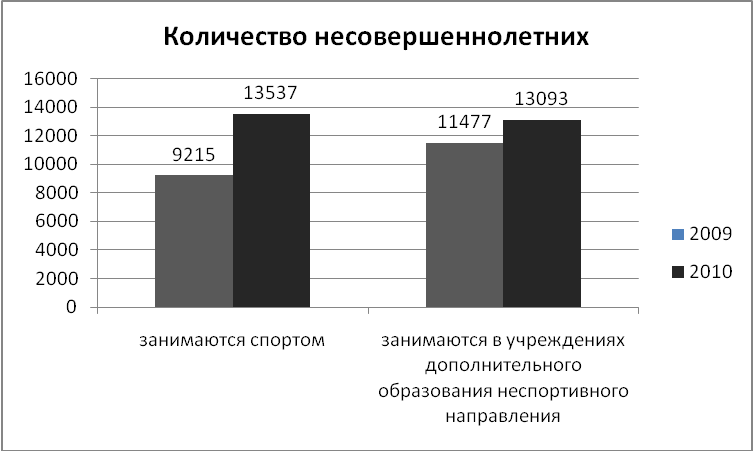 Количество несовершеннолетних
16000
14000
12000
10000
8000
6000
4000
2000
0
9215
13537
11477
13093
2009
2010
занимаются спортом
занимаются в учреждениях
дополнительного
образования неспортивного
направления